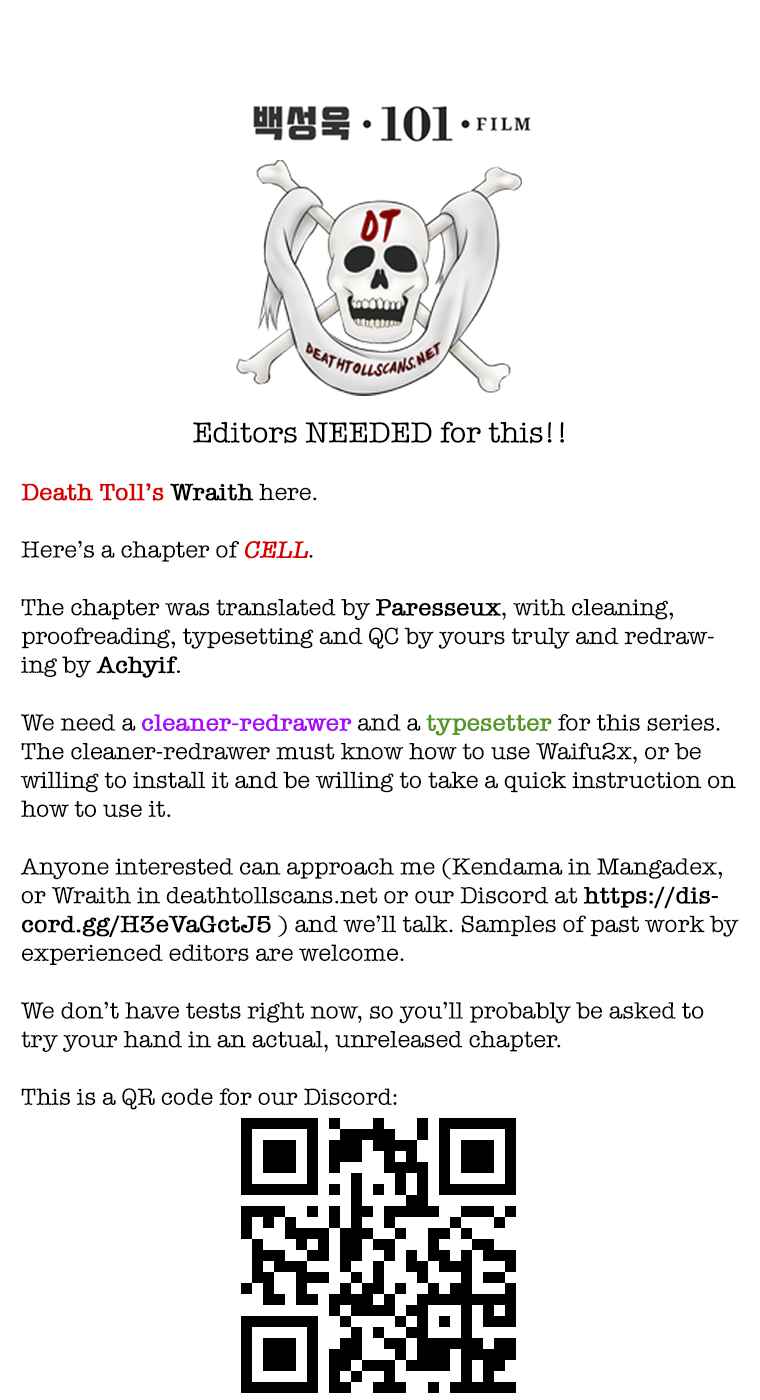 백성욱 • 101 • FILM
DT
DEATHTOLLSCANS.NET
Editors NEEDED for this!!
Death Toll’s Wraith here.
Here’s a chapter of CELL.
The chapter was translated by Paresseux, with cleaning,
proofreading, typesetting and QC by yours truly and redraw-
ing by Achyif.
We need a cleaner-redrawer and a typesetter for this series.
The cleaner-redrawer must know how to use Waifu2x, or be
willing to install it and be willing to take a quick instruction on
how to use it.
Anyone interested can approach me (Kendama in Mangadex,
or Wraith in deathtollscans.net or our Discord at https://dis-
cord.gg/H3eVaGctJ5 ) and we’ll talk. Samples of past work by
experienced editors are welcome.
We don’t have tests right now, so you’ll probably be asked to
try your hand in an actual, unreleased chapter.
This is a QR code for our Discord: